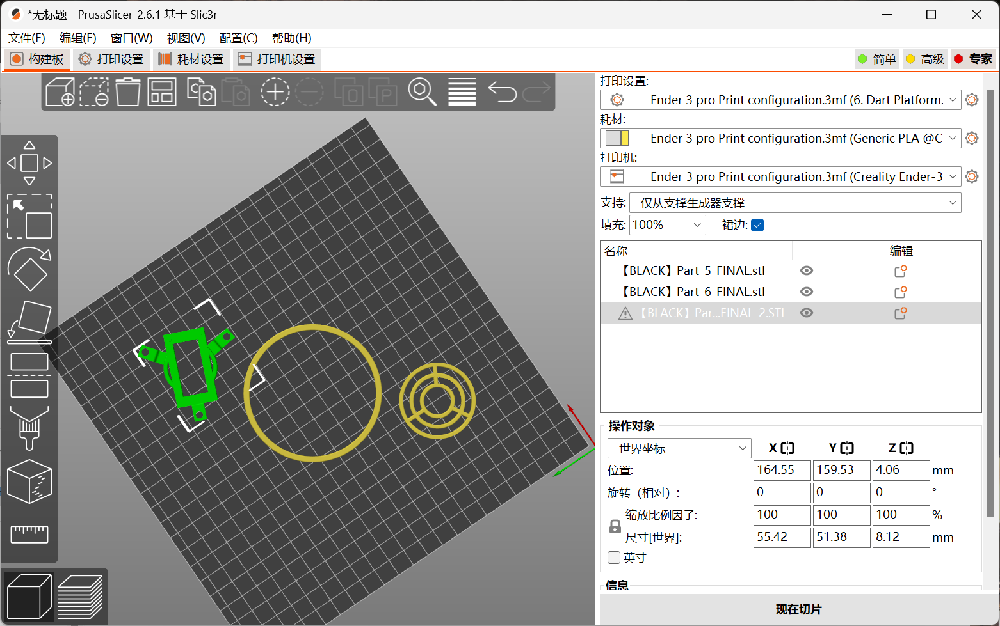 *无标题 - PrusaSlicer-2.6.1 基于 Slic3r
文件(F) 编辑(E) 窗口(W) 视图(V) 配置(C) 帮助(H)
构建板 打印设置 耗材设置 打印机设置 简单 高级 专家
打印设置:
Ender 3 pro Print configuration.3mf (6. Dart Platform.
耗材:
Ender 3 pro Print configuration.3mf (Generic PLA @C
打印机:
Ender 3 pro Print configuration.3mf (Creality Ender-3
支持: 仅从支撑生成器支撑
填充: 100% 裙边:
名称 编辑
【BLACK】Part_5_FINAL.stl
【BLACK】Part_6_FINAL.stl
【BLACK】Par...FINAL_2.STL
操作对象
世界坐标 X Y Z
位置: 164.55 159.53 4.06 mm
旋转（相对）: 0 0 0 °
缩放比例因子: 100 100 100 %
尺寸[世界]: 55.42 51.38 8.12 mm
英寸
信息
现在切片